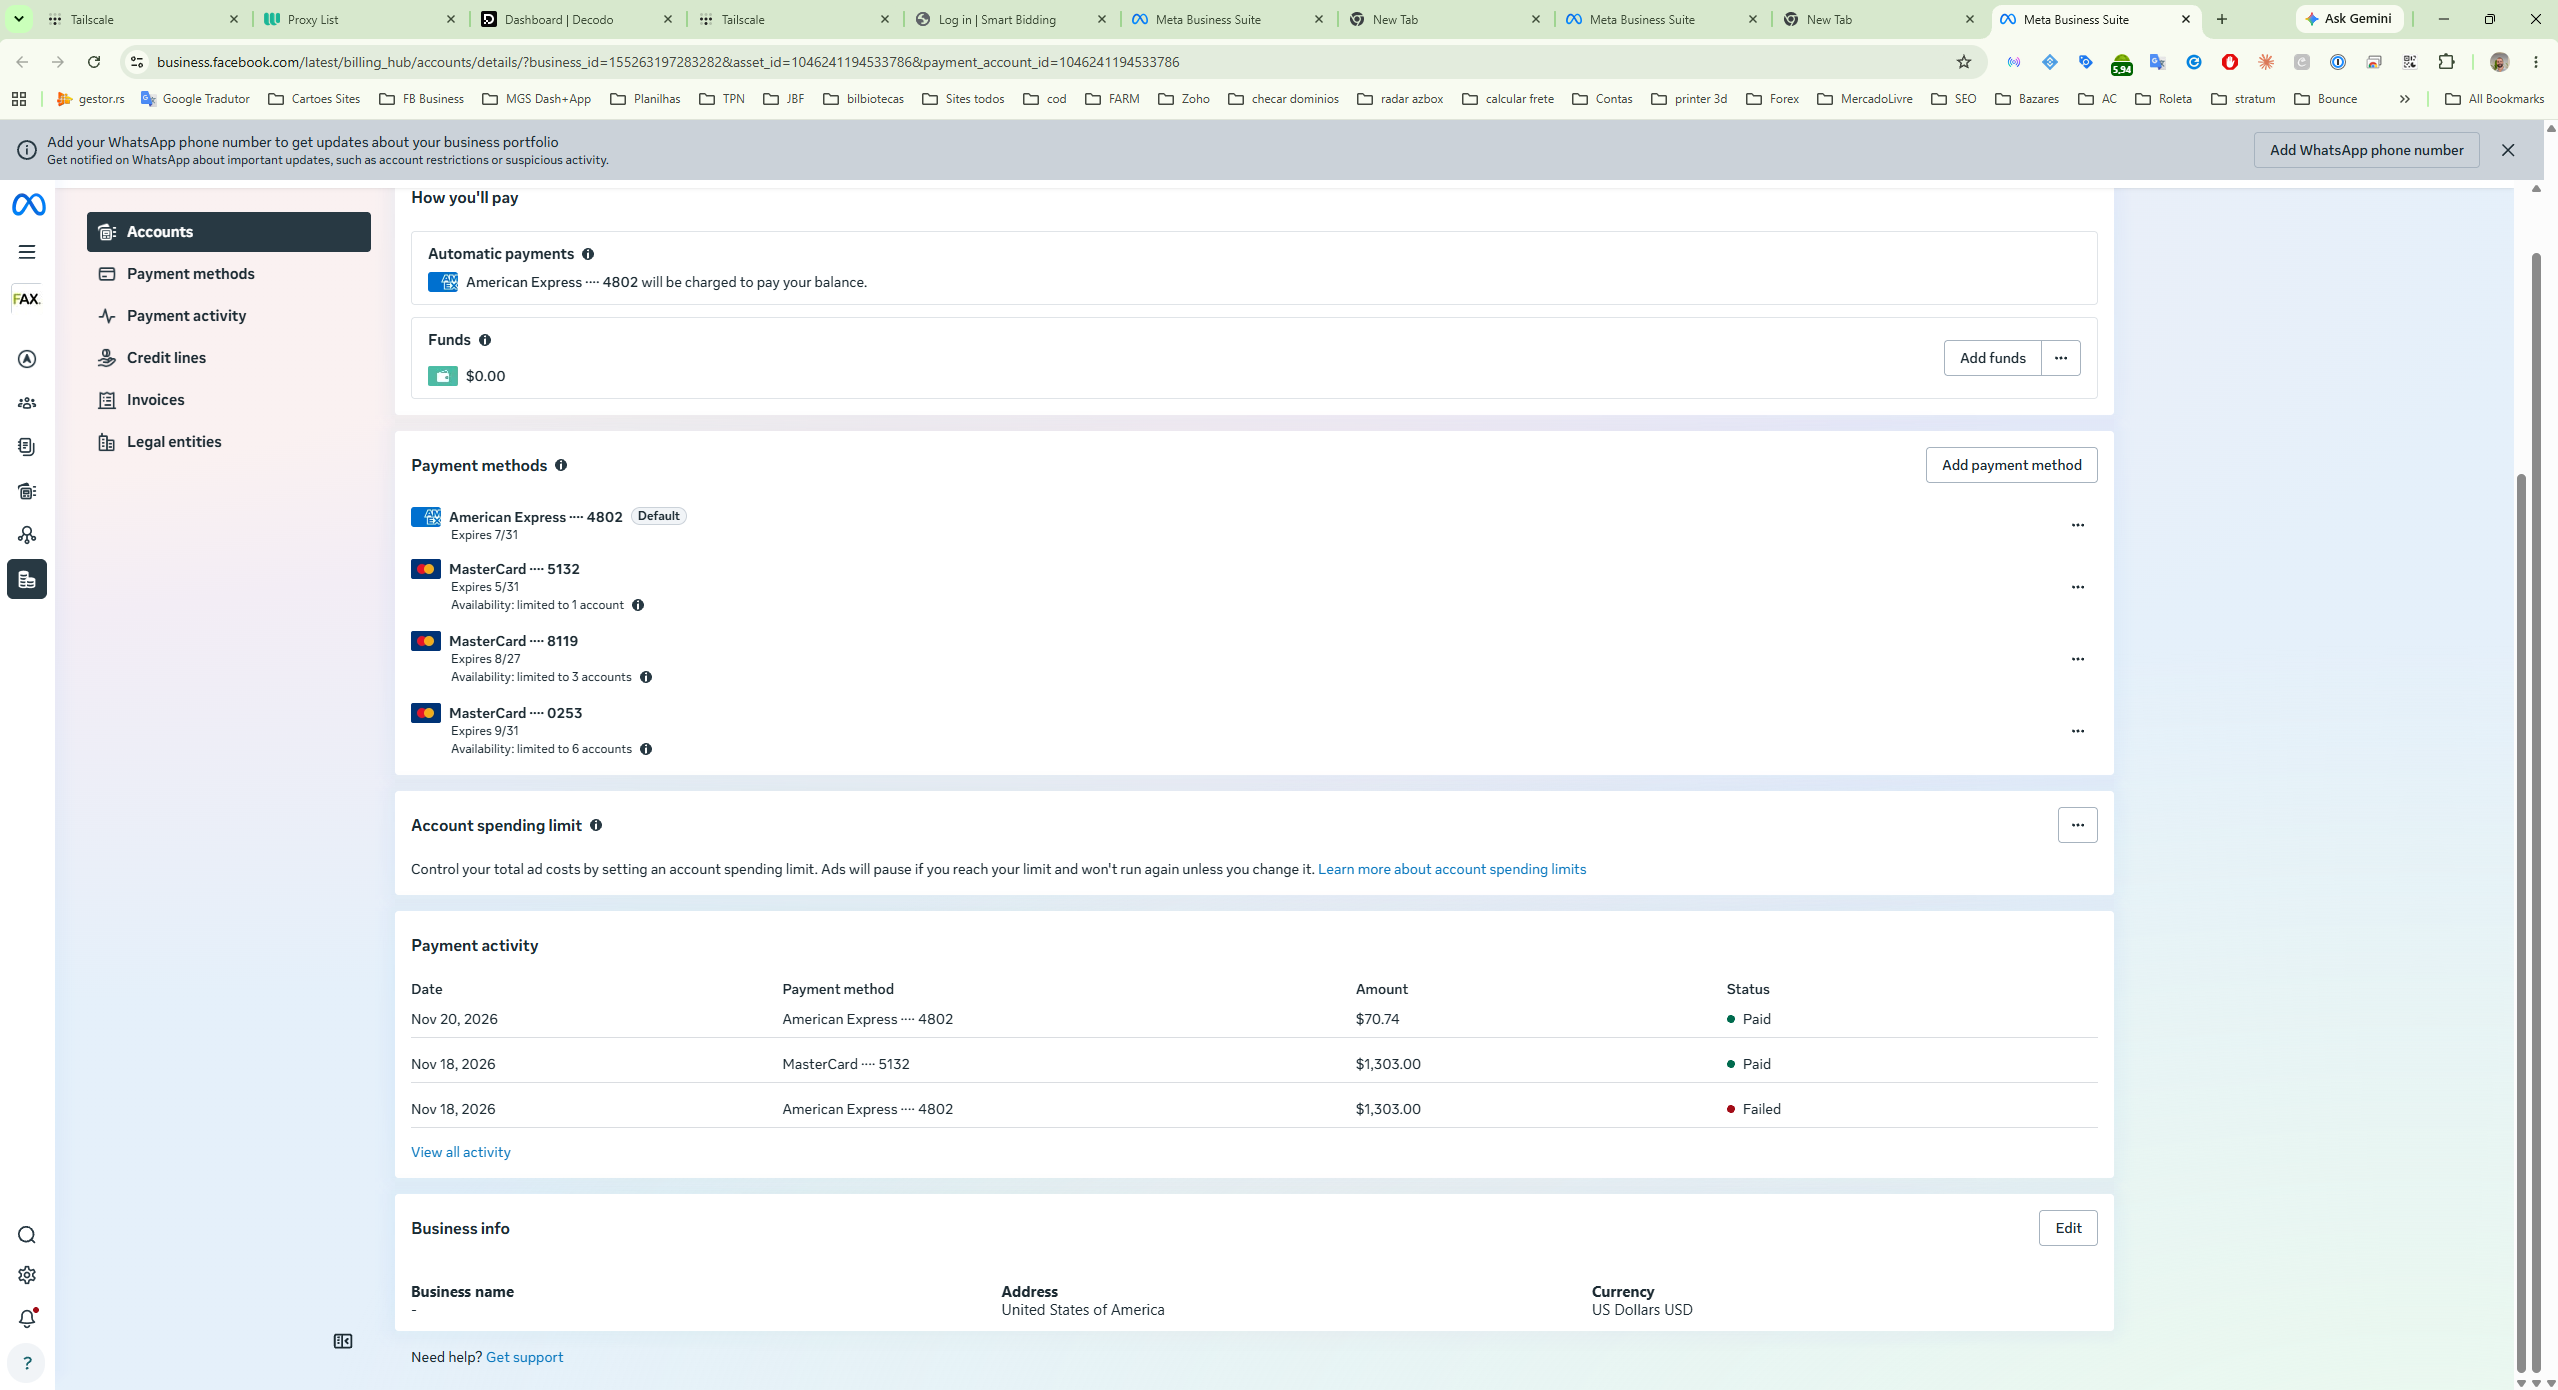 Tailscale
Proxy List
Dashboard | Decodo
Tailscale
Log in | Smart Bidding
Meta Business Suite
New Tab
Meta Business Suite
New Tab
Meta Business Suite
Ask Gemini
business.facebook.com/latest/billing_hub/accounts/details/?business_id=1552631972832828&asset_id=1046241194533786&payment_account_id=1046241194533786
5,94
gestor.rs
Google Tradutor
Cartoes Sites
FB Business
MGS Dash+App
Planilhas
TPN
JBF
bilbiotecas
Sites todos
cod
FARM
Zoho
checar dominios
radar azbox
calcular frete
Contas
printer 3d
Forex
MercadoLivre
SEO
Bazares
AC
Roleta
stratum
Bounce
All Bookmarks
Add your WhatsApp phone number to get updates about your business portfolio
Get notified on WhatsApp about important updates, such as account restrictions or suspicious activity.
Add WhatsApp phone number
FAX.
Accounts
Payment methods
Payment activity
Credit lines
Invoices
Legal entities
How you'll pay
Automatic payments
American Express ···· 4802 will be charged to pay your balance.
Funds
$0.00
Add funds
Payment methods
Add payment method
American Express ···· 4802 Default
Expires 7/31
MasterCard ···· 5132
Expires 5/31
Availability: limited to 1 account
MasterCard ···· 8119
Expires 8/27
Availability: limited to 3 accounts
MasterCard ···· 0253
Expires 9/31
Availability: limited to 6 accounts
Account spending limit
Control your total ad costs by setting an account spending limit. Ads will pause if you reach your limit and won't run again unless you change it. Learn more about account spending limits
Payment activity
Date Payment method Amount Status
Nov 20, 2026 American Express ···· 4802 $70.74 Paid
Nov 18, 2026 MasterCard ···· 5132 $1,303.00 Paid
Nov 18, 2026 American Express ···· 4802 $1,303.00 Failed
View all activity
Business info
Edit
Business name Address Currency
- United States of America US Dollars USD
Need help? Get support